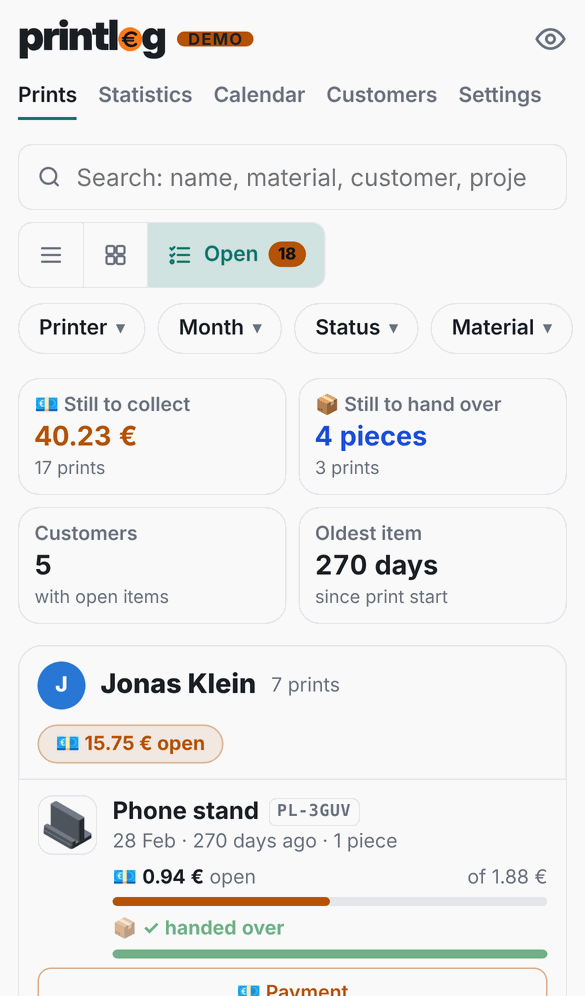 printl€g DEMO
Prints Statistics Calendar Customers Settings
Search: name, material, customer, proje
Open 18
Printer ▾ Month ▾ Status ▾ Material ▾
💶 Still to collect
40.23 €
17 prints
📦 Still to hand over
4 pieces
3 prints
Customers
5
with open items
Oldest item
270 days
since print start
J Jonas Klein 7 prints
💶 15.75 € open
Phone stand PL-3GUV
28 Feb · 270 days ago · 1 piece
💶 0.94 € open of 1.88 €
📦 ✓ handed over
💶 Payment